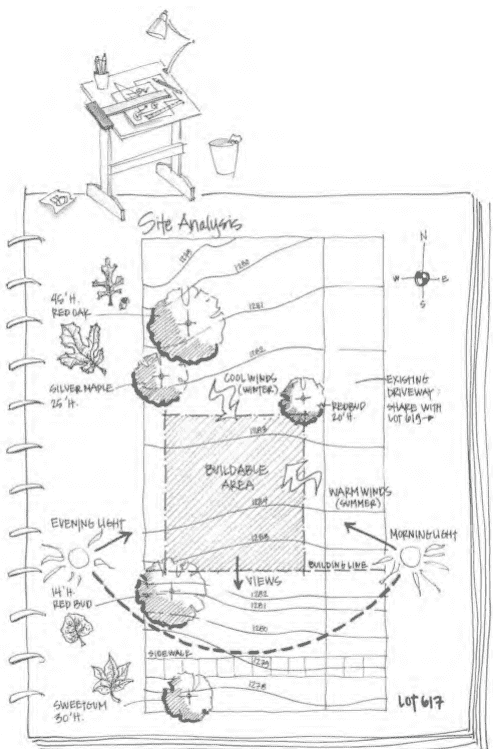 Site Analysis
N
W
E
S
1279
1280
1281
1282
45'H.
RED OAK
SILVER MAPLE
25'H.
COOL WINDS
(WINTER)
REDBUD
20'H.
EXISTING
DRIVEWAY:
SHARE WITH
LOT 619
1283
BUILDABLE
AREA
1284
WARM WINDS
(SUMMER)
EVENING LIGHT
MORNING LIGHT
1283
BUILDING LINE
VIEWS
14'H.
RED BUD
1282
1281
1280
SIDEWALK
1279
1278
SWEETGUM
30'H.
LOT 617